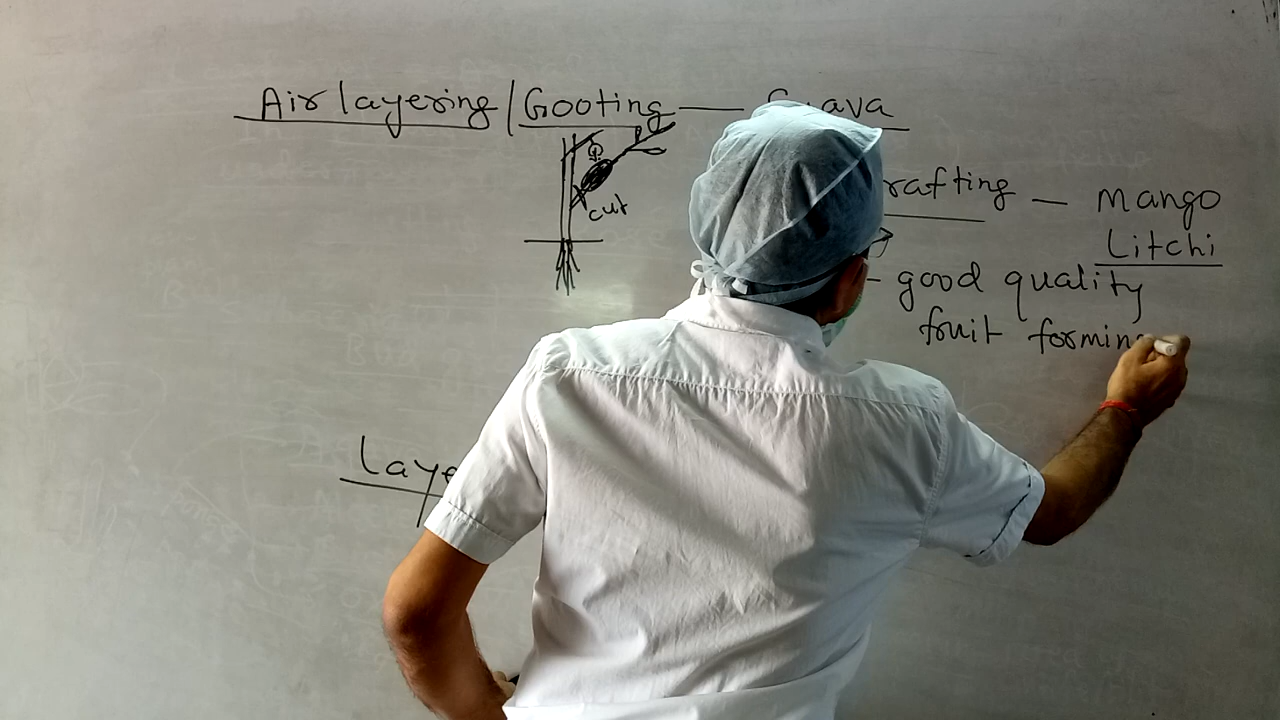 Air layering / Gooting — Guava
cut
rafting — Mango
Litchi
- good quality
fruit forming
Laye